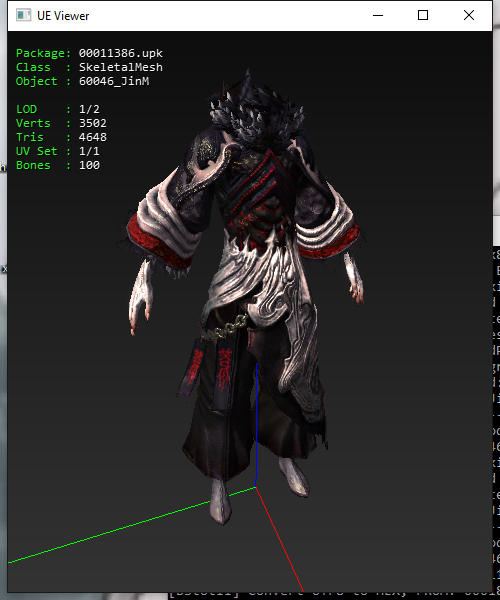 UE Viewer
Package: 00011386.upk
Class : SkeletalMesh
Object : 60046_JinM
LOD : 1/2
Verts : 3502
Tris : 4648
UV Set : 1/1
Bones : 100